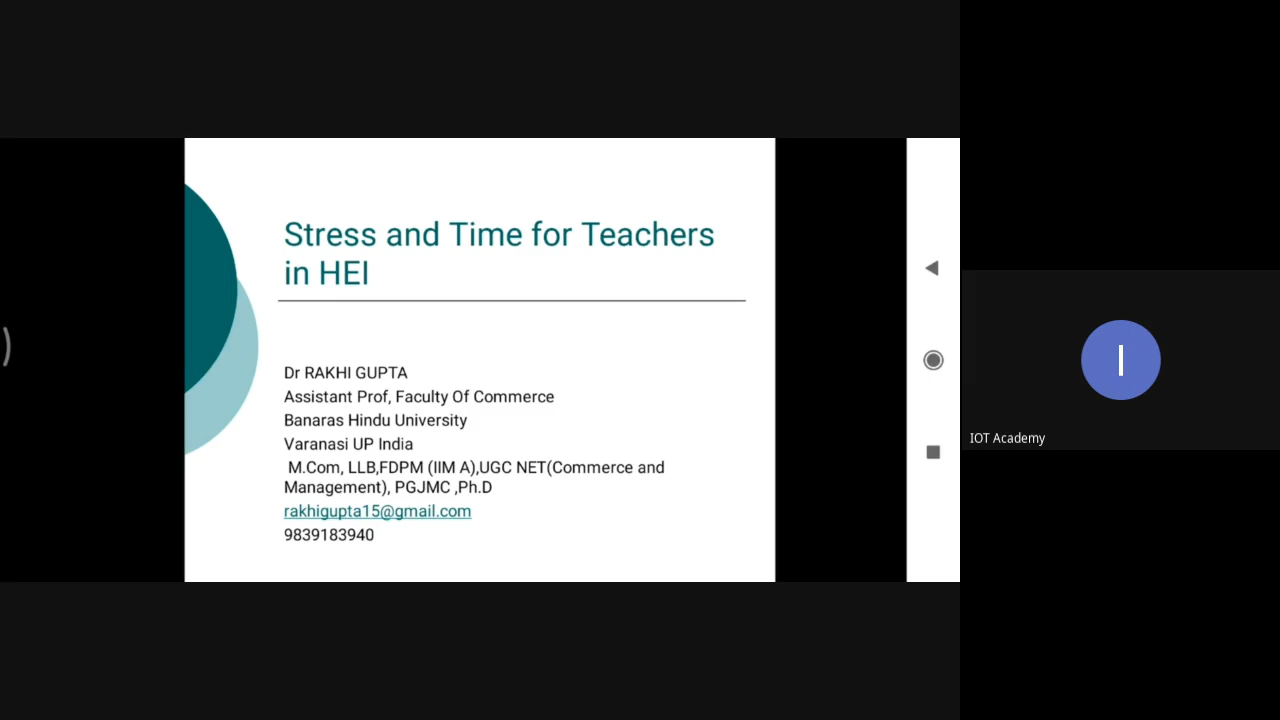 Stress and Time for Teachers
in HEI
Dr RAKHI GUPTA
Assistant Prof, Faculty Of Commerce
Banaras Hindu University
Varanasi UP India
M.Com, LLB,FDPM (IIM A),UGC NET(Commerce and
Management), PGJMC ,Ph.D
rakhigupta15@gmail.com
9839183940
I
IOT Academy